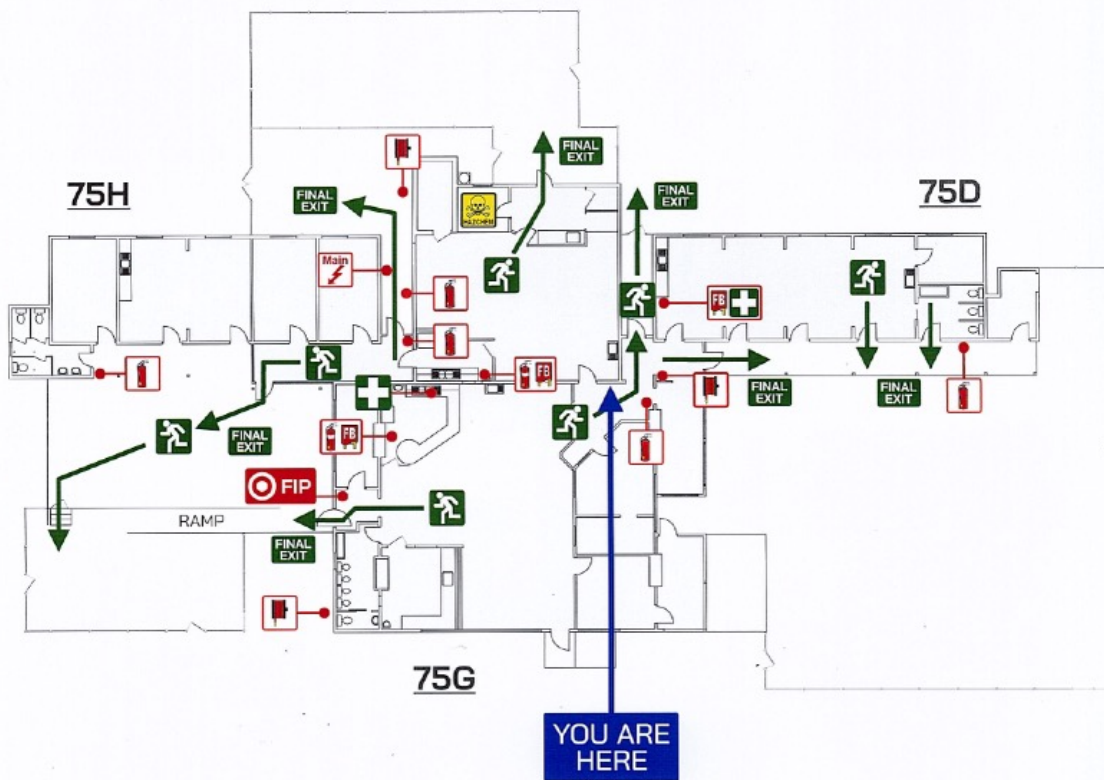 FINAL
EXIT
75H
75D
FINAL
EXIT
FINAL
EXIT
HAZCHEM
Main
FB
FB
FINAL
EXIT
FINAL
EXIT
FINAL
EXIT
FB
FIP
RAMP
FINAL
EXIT
75G
YOU ARE
HERE